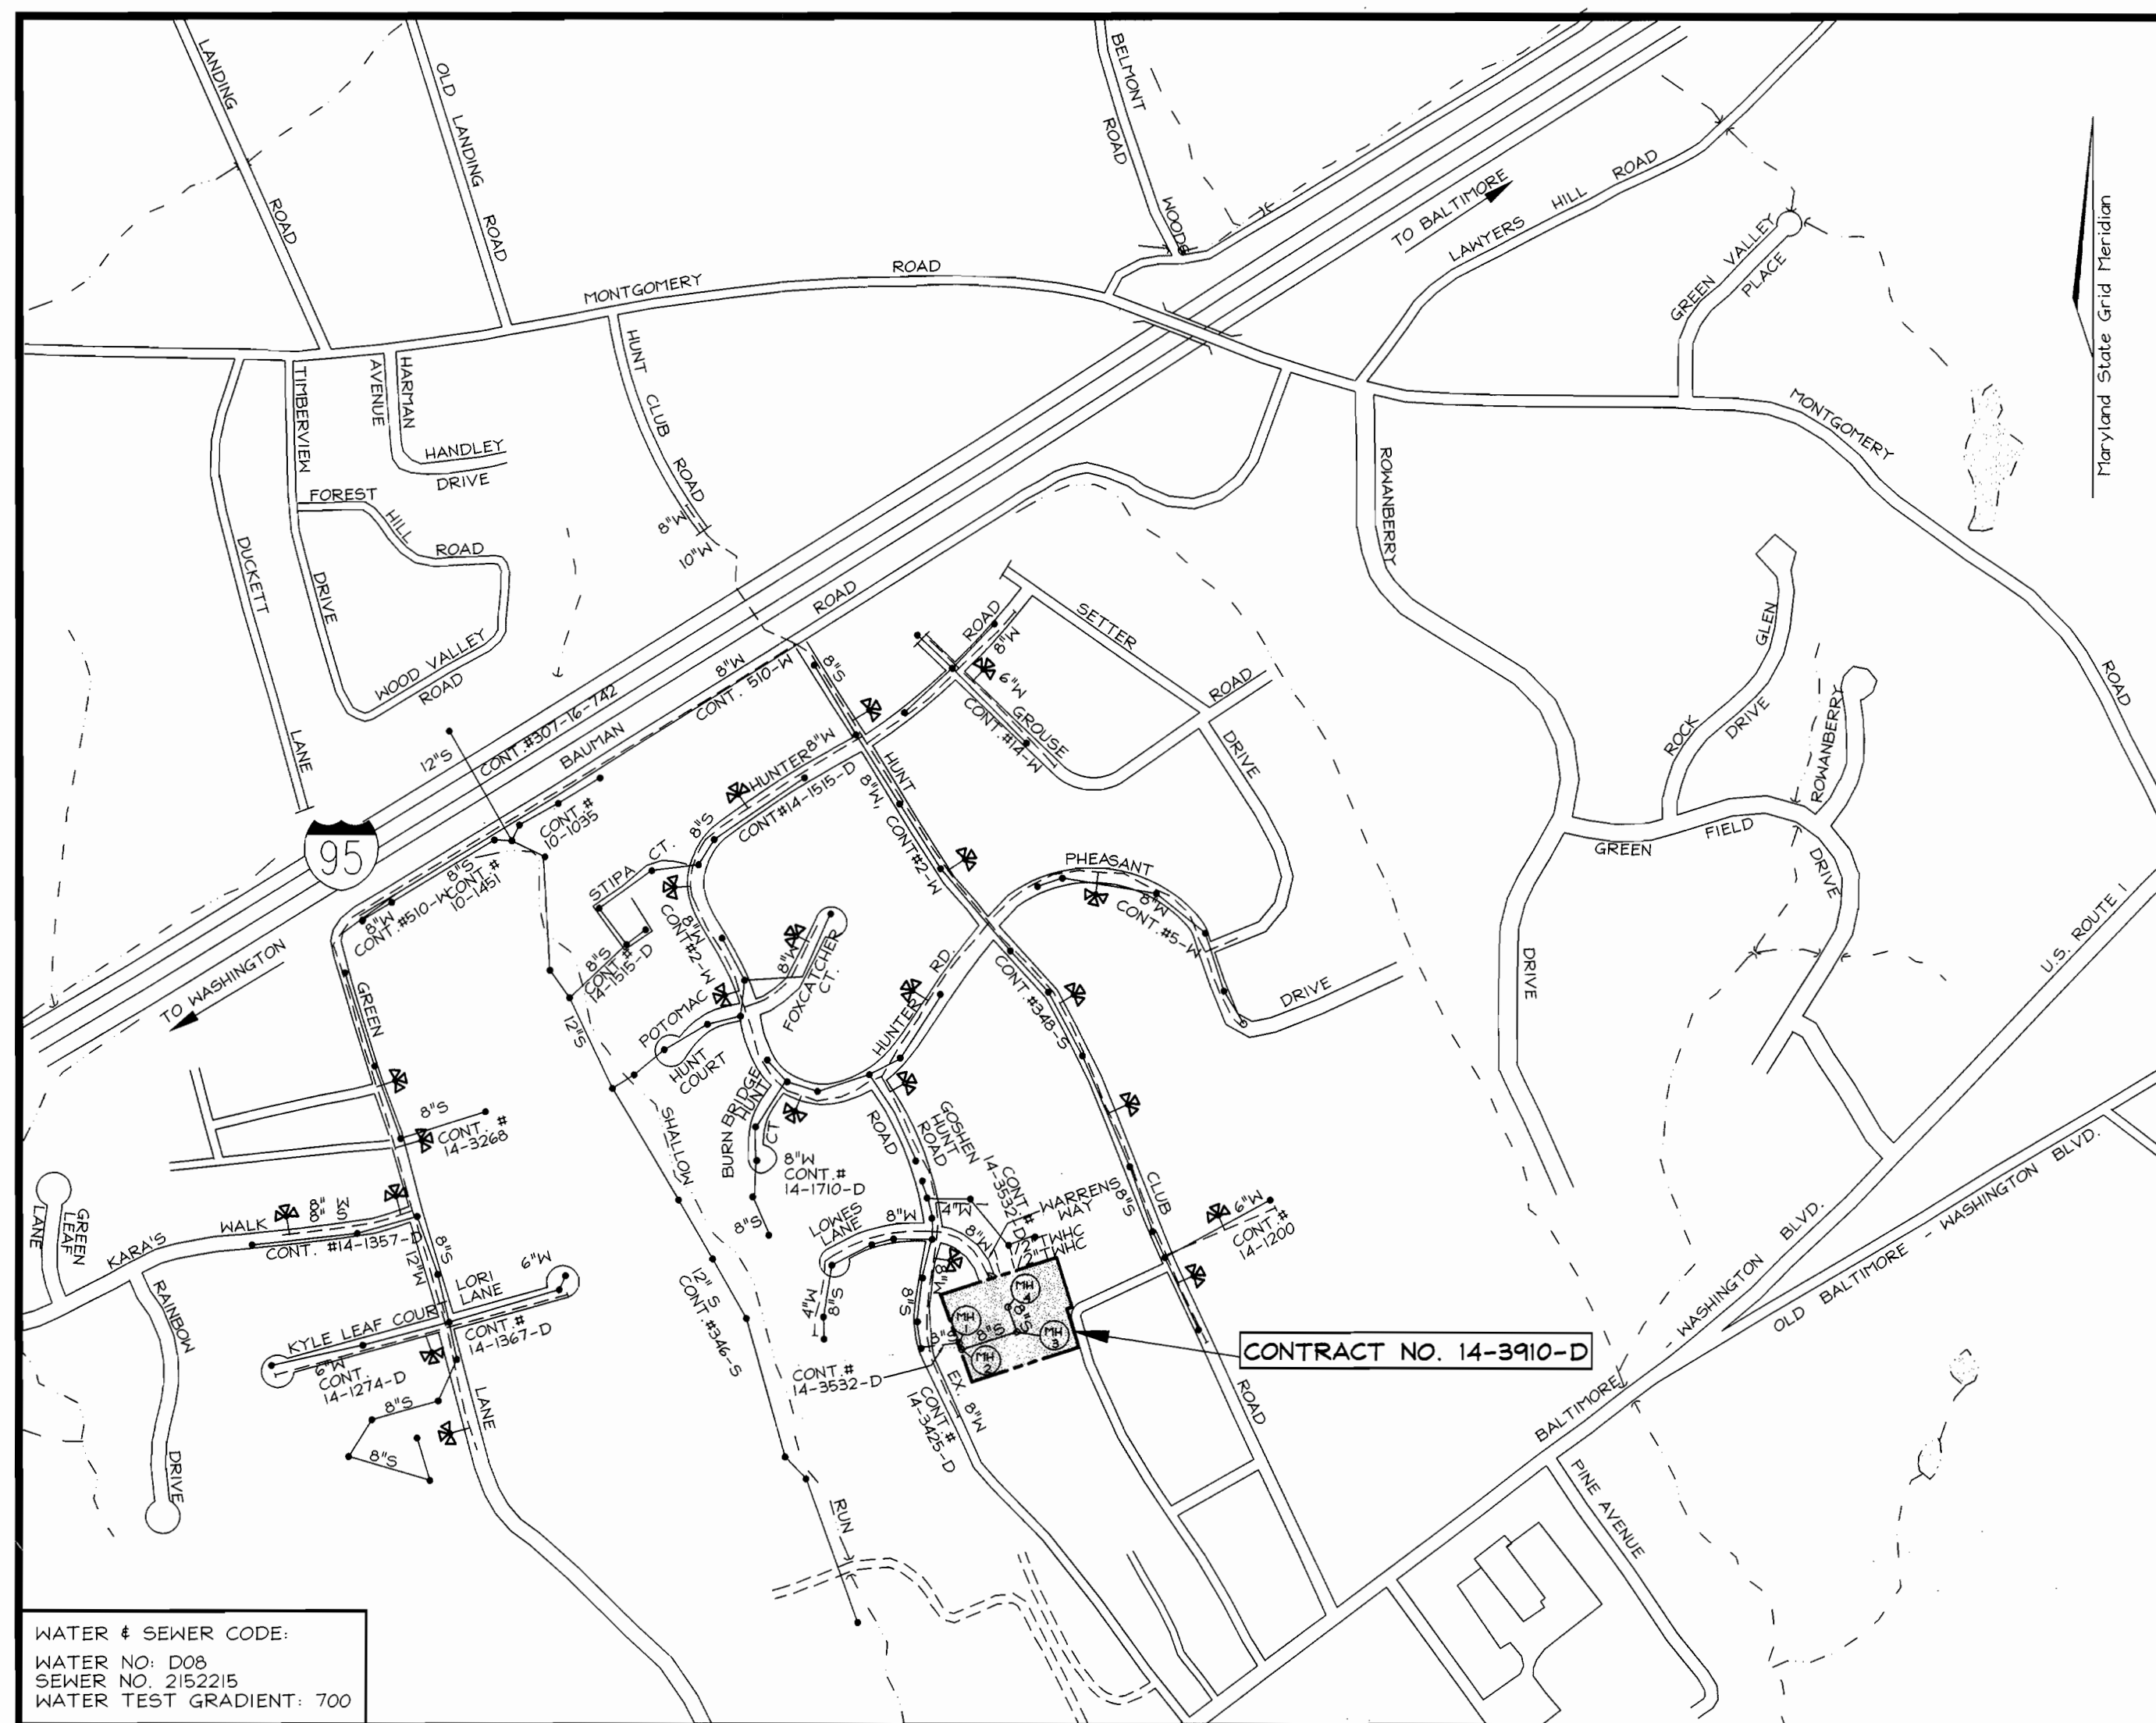 LANDING
ROAD
OLD LANDING ROAD
BELMONT
WOODS
ROAD
MONTGOMERY ROAD
TO BALTIMORE
LAWYERS HILL ROAD
GREEN VALLEY
PLACE
Maryland State Grid Meridian
MONTGOMERY
ROAD
TIMBERVIEW
DRIVE
HARMAN
AVENUE
HANDLEY
DRIVE
FOREST
HILL
ROAD
WOOD VALLEY
ROAD
DUCKETT
LANE
HUNT CLUB ROAD
8"W
10"W
ROWANBERRY
DRIVE
ROCK GLEN
DRIVE
ROWANBERRY
GREEN FIELD
DRIVE
U.S. ROUTE 1
SETTER
DRIVE
ROAD
8"W
6"W
GROUSE
ROAD
CONT.#14-W
12"S
CONT.#307-16-742
BAUMAN
ROAD
8"W
CONT. 510-W
8"S
HUNTER
8"W
CONT#14-1515-D
8"S
HUNT
8"W, CONT#2-W
95
TO WASHINGTON
8"W
CONT.#510-W
8"S
CONT.#
10-1451
CONT.#
10-1035
STIPA CT.
8"S
CONT.#
14-1515-D
8"W
CONT#2-W
8"W
FOXCATCHER
CT.
POTOMAC
HUNT
COURT
PHEASANT
8"W
CONT.#5-W
DRIVE
HUNTER RD
CONT.#348-S
GREEN
8"S
CONT. #
14-3268
12"S
SHALLOW
BURN BRIDGE
HUNT
CT
8"W
CONT.#
14-1710-D
8"S
ROAD
GOSHEN
HUNT
ROAD
CONT. #
14-3532-D
WARRENS
WAY
2"TWHC
2"TWHC
4"W
8"W
8"W
LOWES
LANE
8"W
4"W
8"S
8"S
CLUB
8"S
6"W
CONT.#
14-1200
GREEN
LEAF
LANE
KARA'S
WALK
8" W
8" S
CONT. #14-1357-D
8"S
12"W
LORI
LANE
6"W
RAINBOW
DRIVE
KYLE LEAF COURT
6"W
CONT.
14-1274-D
CONT.#
14-1367-D
8"S
8"S
LANE
12"S
CONT.#346-S
MH
1
MH
2
MH
3
MH
4
8"S
8"S
8"S
CONT.#
14-3532-D
EX. 8"W
CONT.#
14-3425-D
CONTRACT NO. 14-3910-D
ROAD
RUN
BALTIMORE - WASHINGTON BLVD.
OLD BALTIMORE - WASHINGTON BLVD.
PINE AVENUE
WATER & SEWER CODE:
WATER NO: D08
SEWER NO. 2152215
WATER TEST GRADIENT: 700